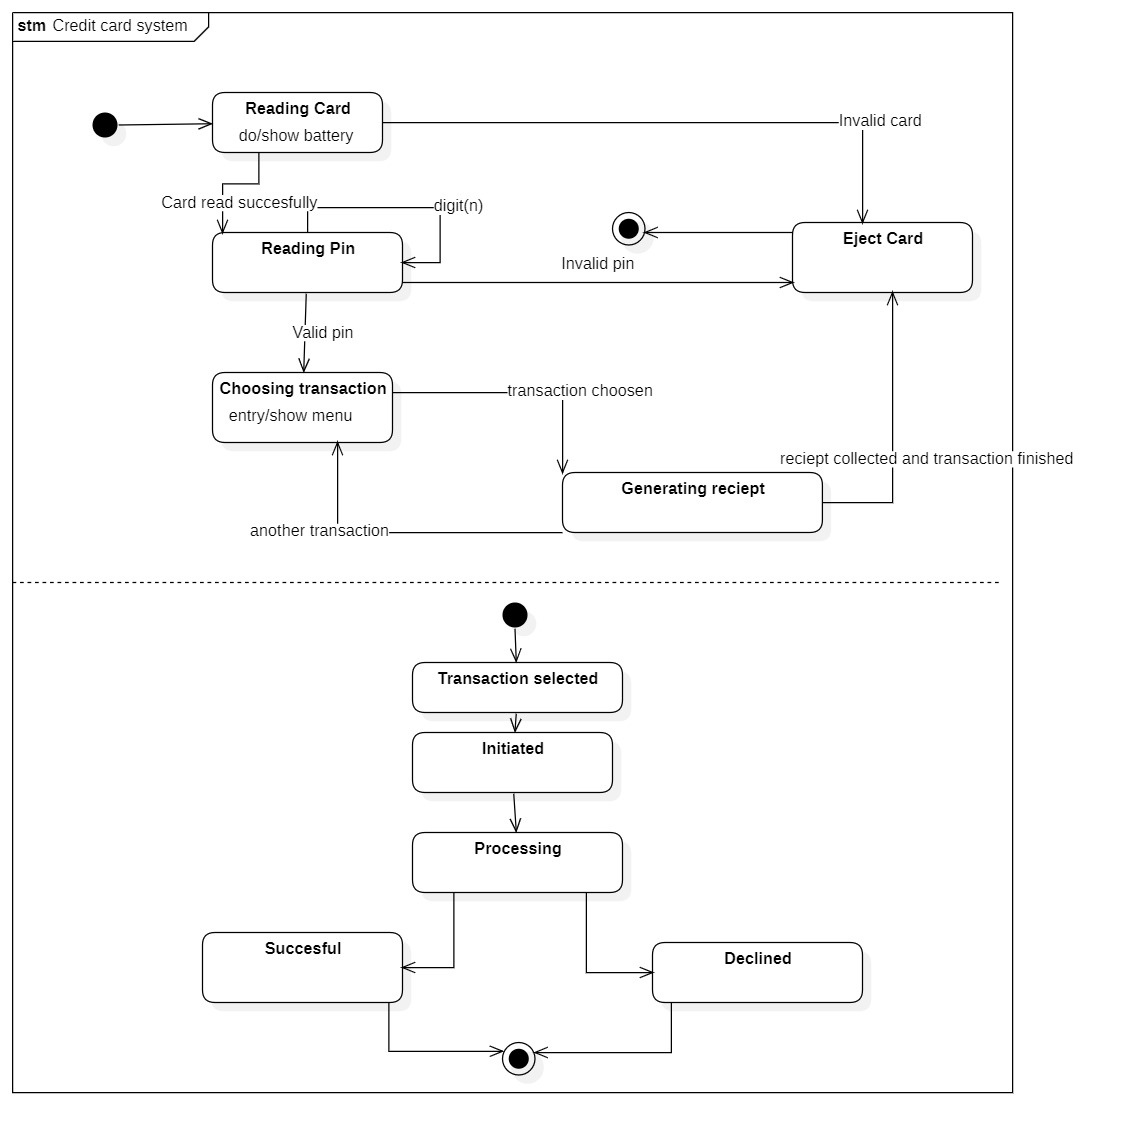 stm Credit card system
Reading Card
do/show battery
Invalid card
Card read succesfully
digit(n)
Reading Pin
Eject Card
Invalid pin
Valid pin
Choosing transaction
entry/show menu
transaction choosen
reciept collected and transaction finished
Generating reciept
another transaction
Transaction selected
Initiated
Processing
Succesful
Declined